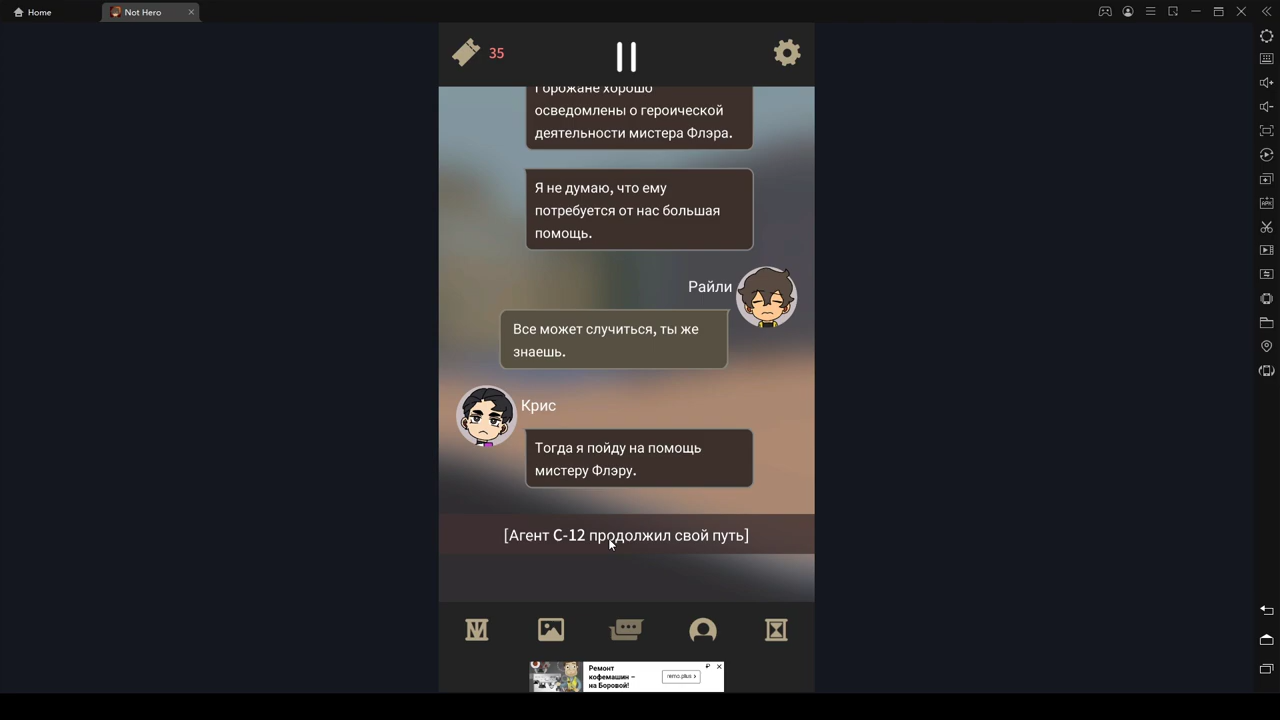 Home
Not Hero
35
Горожане хорошо
осведомлены о героической
деятельности мистера Флэра.
Я не думаю, что ему
потребуется от нас большая
помощь.
Райли
Все может случиться, ты же
знаешь.
Крис
Тогда я пойду на помощь
мистеру Флэру.
[Агент С-12 продолжил свой путь]
Ремонт
кофемашин –
на Боровой!
remo.plus >